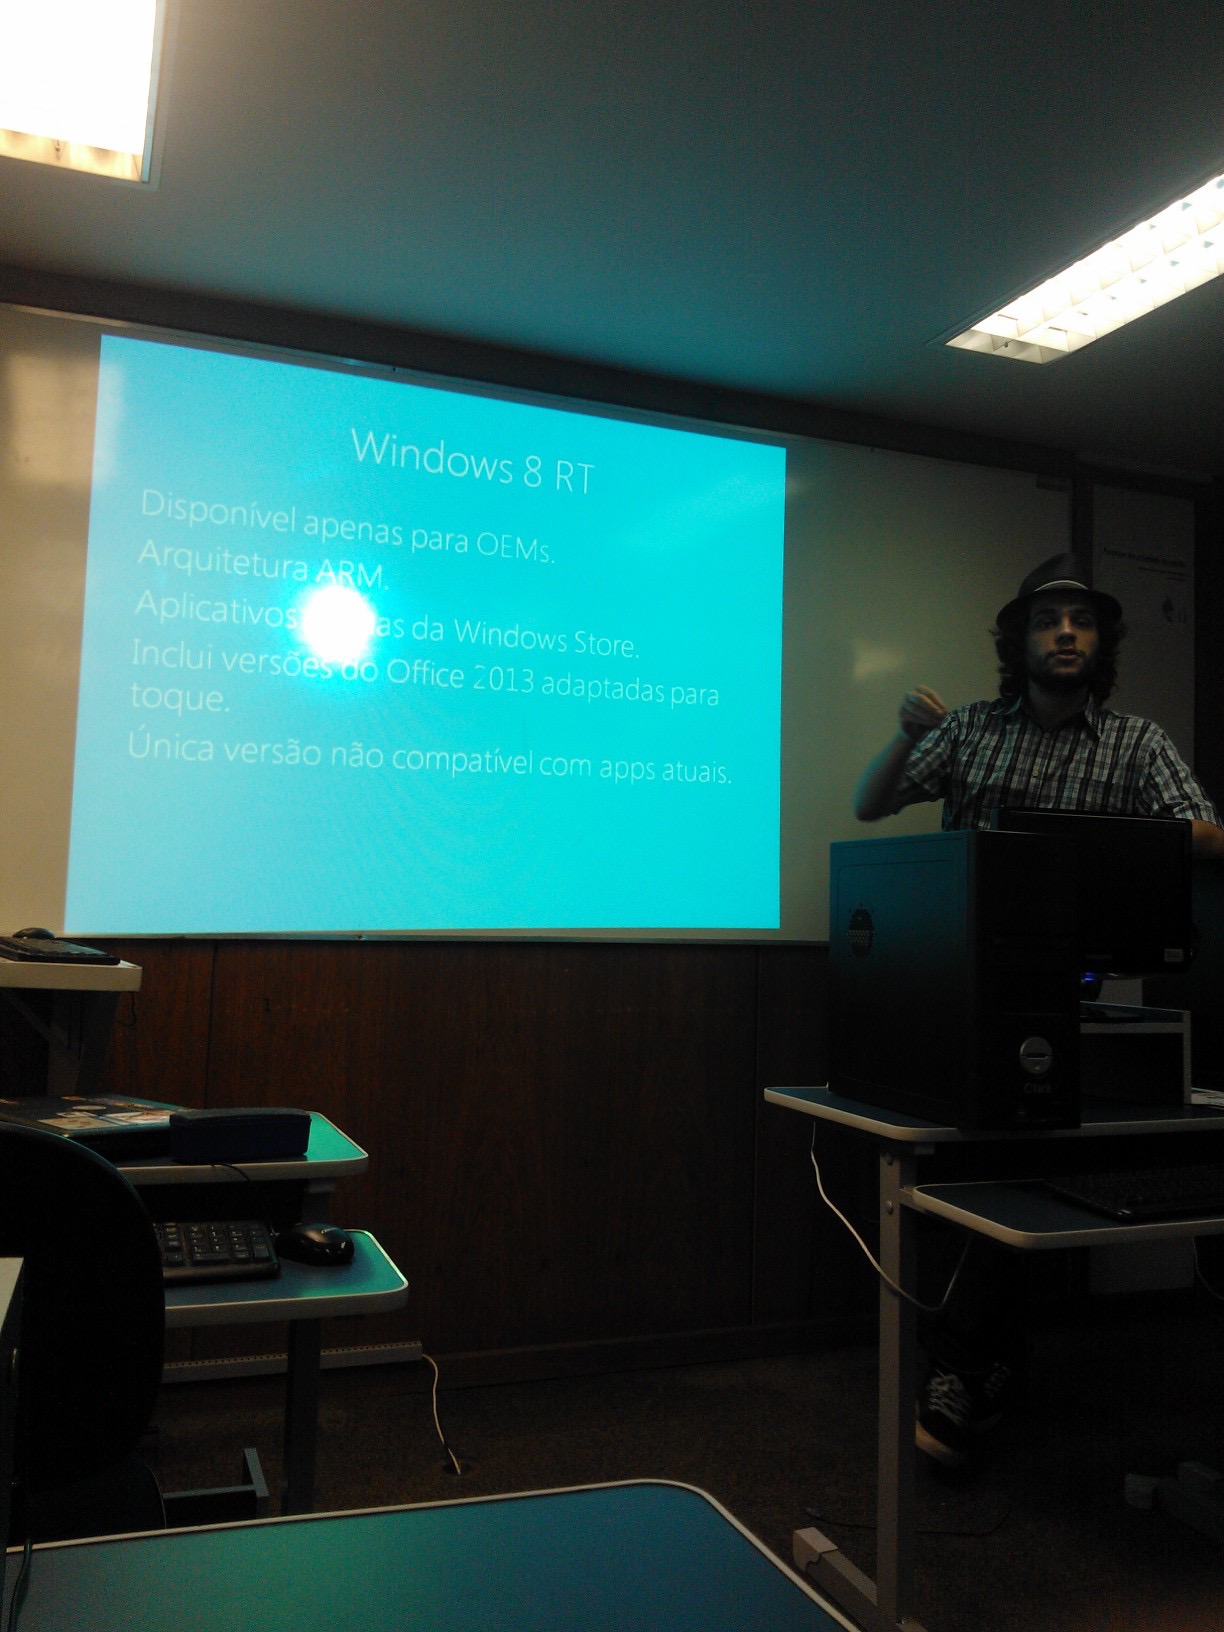 Windows 8 RT
Disponível apenas para OEMs.
Arquitetura ARM.
Aplicativos da Windows Store.
Inclui versões do Office 2013 adaptadas para
toque.
Única versão não compatível com apps atuais.